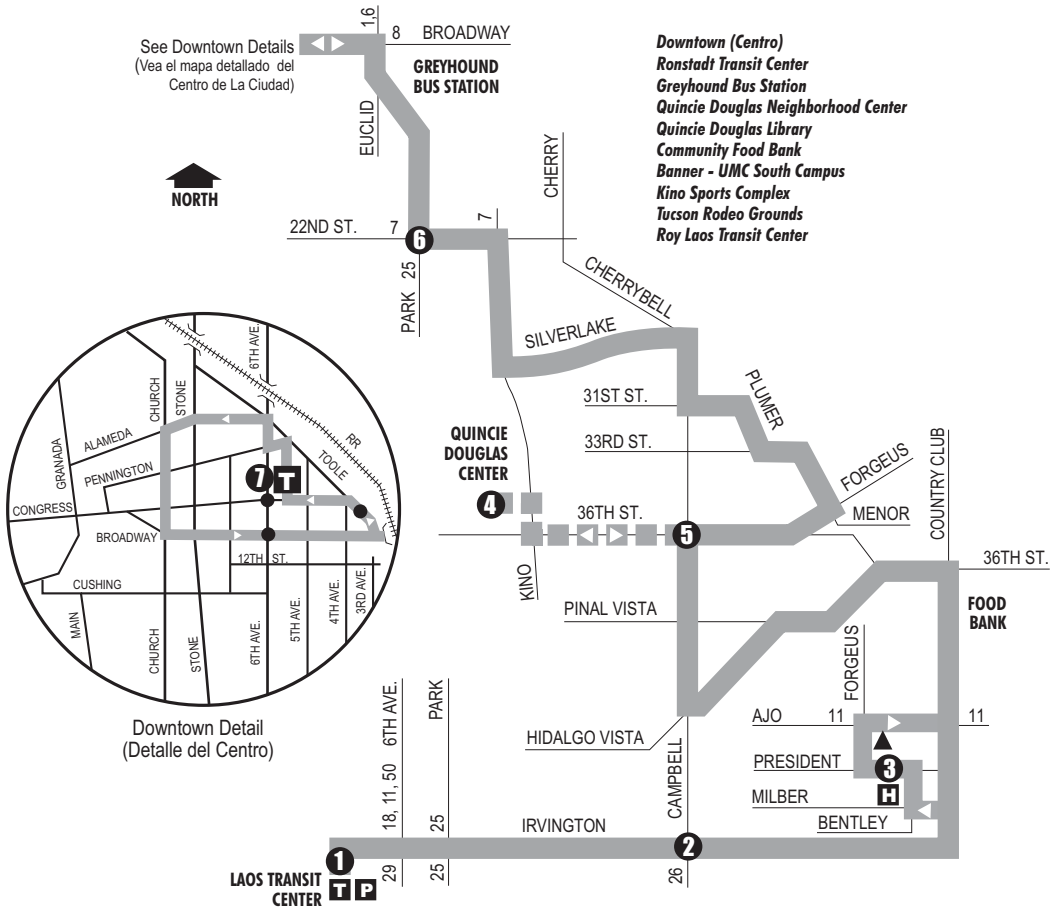 1,6
8 BROADWAY
See Downtown Details
(Vea el mapa detallado del
Centro de La Ciudad)
GREYHOUND
BUS STATION
EUCLID
Downtown (Centro)
Ronstadt Transit Center
Greyhound Bus Station
Quincie Douglas Neighborhood Center
Quincie Douglas Library
Community Food Bank
Banner - UMC South Campus
Kino Sports Complex
Tucson Rodeo Grounds
Roy Laos Transit Center
NORTH
CHERRY
22ND ST.
7
6
7
PARK 25
CHERRYBELL
SILVERLAKE
PLUMER
31ST ST.
33RD ST.
QUINCIE
DOUGLAS
CENTER
4
36TH ST.
5
FORGEUS
MENOR
COUNTRY CLUB
36TH ST.
KINO
PINAL VISTA
FOOD
BANK
FORGEUS
HIDALGO VISTA
CAMPBELL
AJO 11
11
PRESIDENT
3
H
MILBER
BENTLEY
18, 11, 50 6TH AVE.
25 PARK
IRVINGTON
1
2
29
25
26
LAOS TRANSIT
CENTER
T P
6TH AVE.
CHURCH
STONE
GRANADA
ALAMEDA
PENNINGTON
RR
TOOLE
7 T
CONGRESS
BROADWAY
12TH ST.
CUSHING
MAIN
CHURCH
STONE
6TH AVE.
5TH AVE.
4TH AVE.
3RD AVE.
Downtown Detail
(Detalle del Centro)